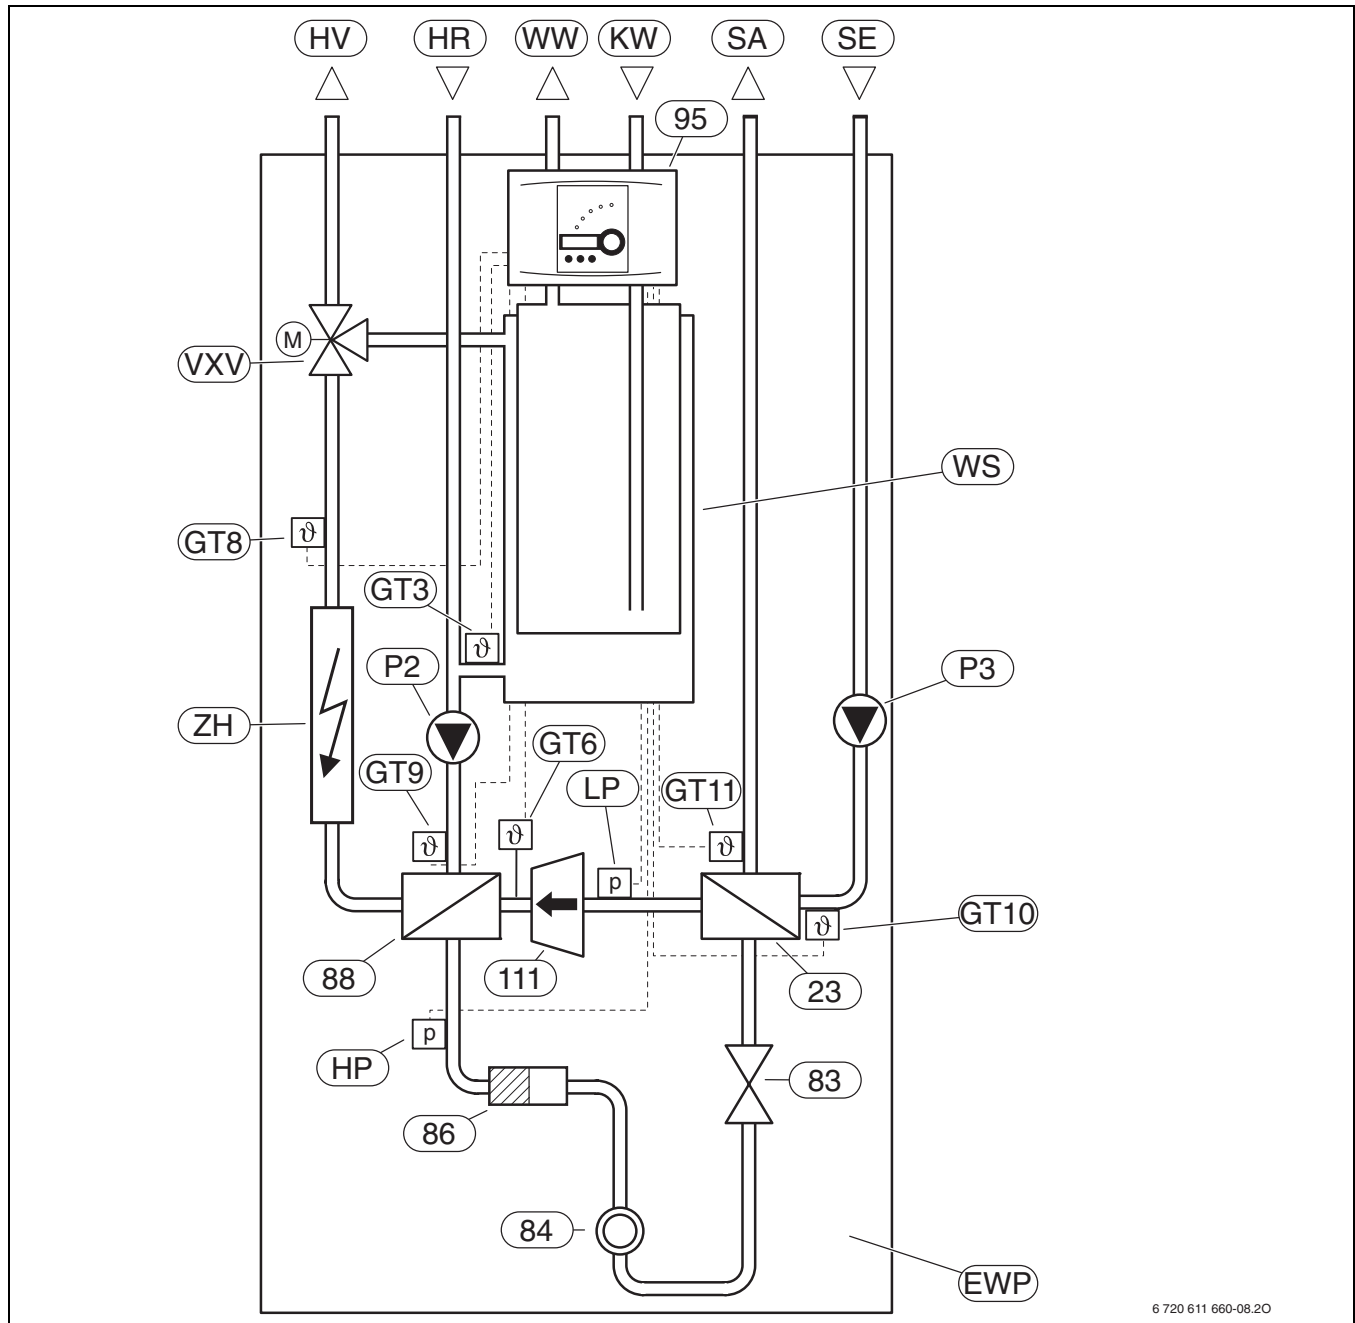 HV HR WW KW SA SE
95
M
VXV
WS
GT8
ϑ
GT3
ϑ
P2
P3
ZH
GT6
GT9
LP
GT11
ϑ
ϑ
ϑ
p
GT10
ϑ
88
111
23
p
HP
83
86
84
EWP
6 720 611 660-08.2O